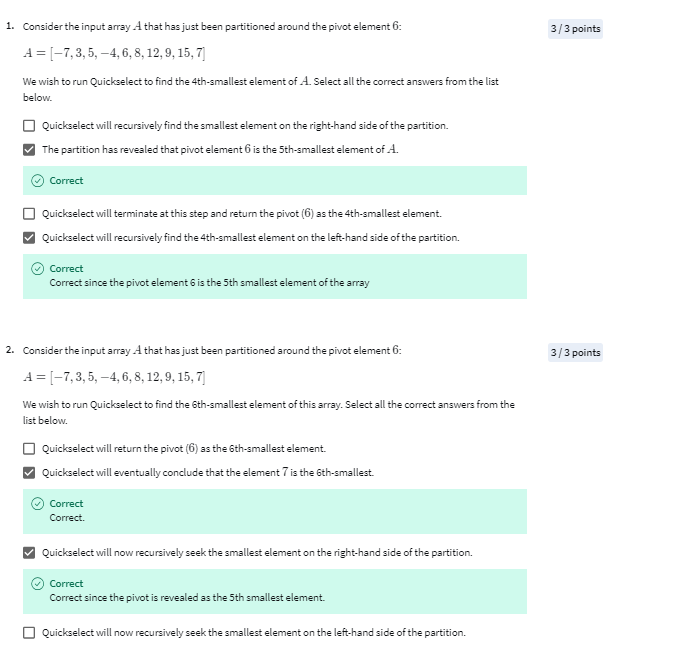 1. Consider the input array A that has just been partitioned around the pivot element 6:
3 / 3 points
A = [−7, 3, 5, −4, 6, 8, 12, 9, 15, 7]
We wish to run Quickselect to find the 4th-smallest element of A. Select all the correct answers from the list
below.
Quickselect will recursively find the smallest element on the right-hand side of the partition.
The partition has revealed that pivot element 6 is the 5th-smallest element of A.
Correct
Quickselect will terminate at this step and return the pivot (6) as the 4th-smallest element.
Quickselect will recursively find the 4th-smallest element on the left-hand side of the partition.
Correct
Correct since the pivot element 6 is the 5th smallest element of the array
2. Consider the input array A that has just been partitioned around the pivot element 6:
3 / 3 points
A = [−7, 3, 5, −4, 6, 8, 12, 9, 15, 7]
We wish to run Quickselect to find the 6th-smallest element of this array. Select all the correct answers from the
list below.
Quickselect will return the pivot (6) as the 6th-smallest element.
Quickselect will eventually conclude that the element 7 is the 6th-smallest.
Correct
Correct.
Quickselect will now recursively seek the smallest element on the right-hand side of the partition.
Correct
Correct since the pivot is revealed as the 5th smallest element.
Quickselect will now recursively seek the smallest element on the left-hand side of the partition.